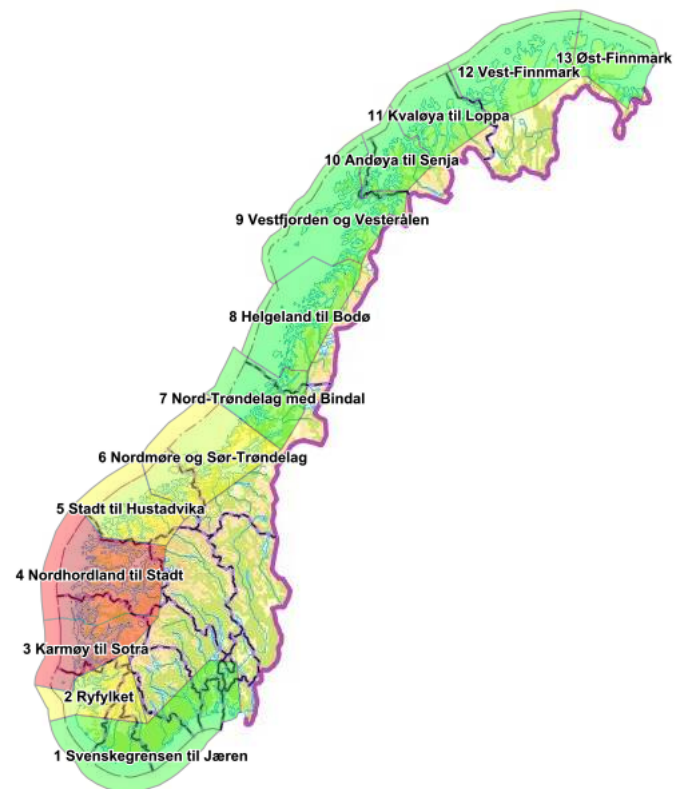 13 Øst-Finnmark
12 Vest-Finnmark
11 Kvaløya til Loppa
10 Andøya til Senja
9 Vestfjorden og Vesterålen
8 Helgeland til Bodø
7 Nord-Trøndelag med Bindal
6 Nordmøre og Sør-Trøndelag
5 Stadt til Hustadvika
4 Nordhordland til Stadt
3 Karmøy til Sotra
2 Ryfylket
1 Svenskegrensen til Jæren